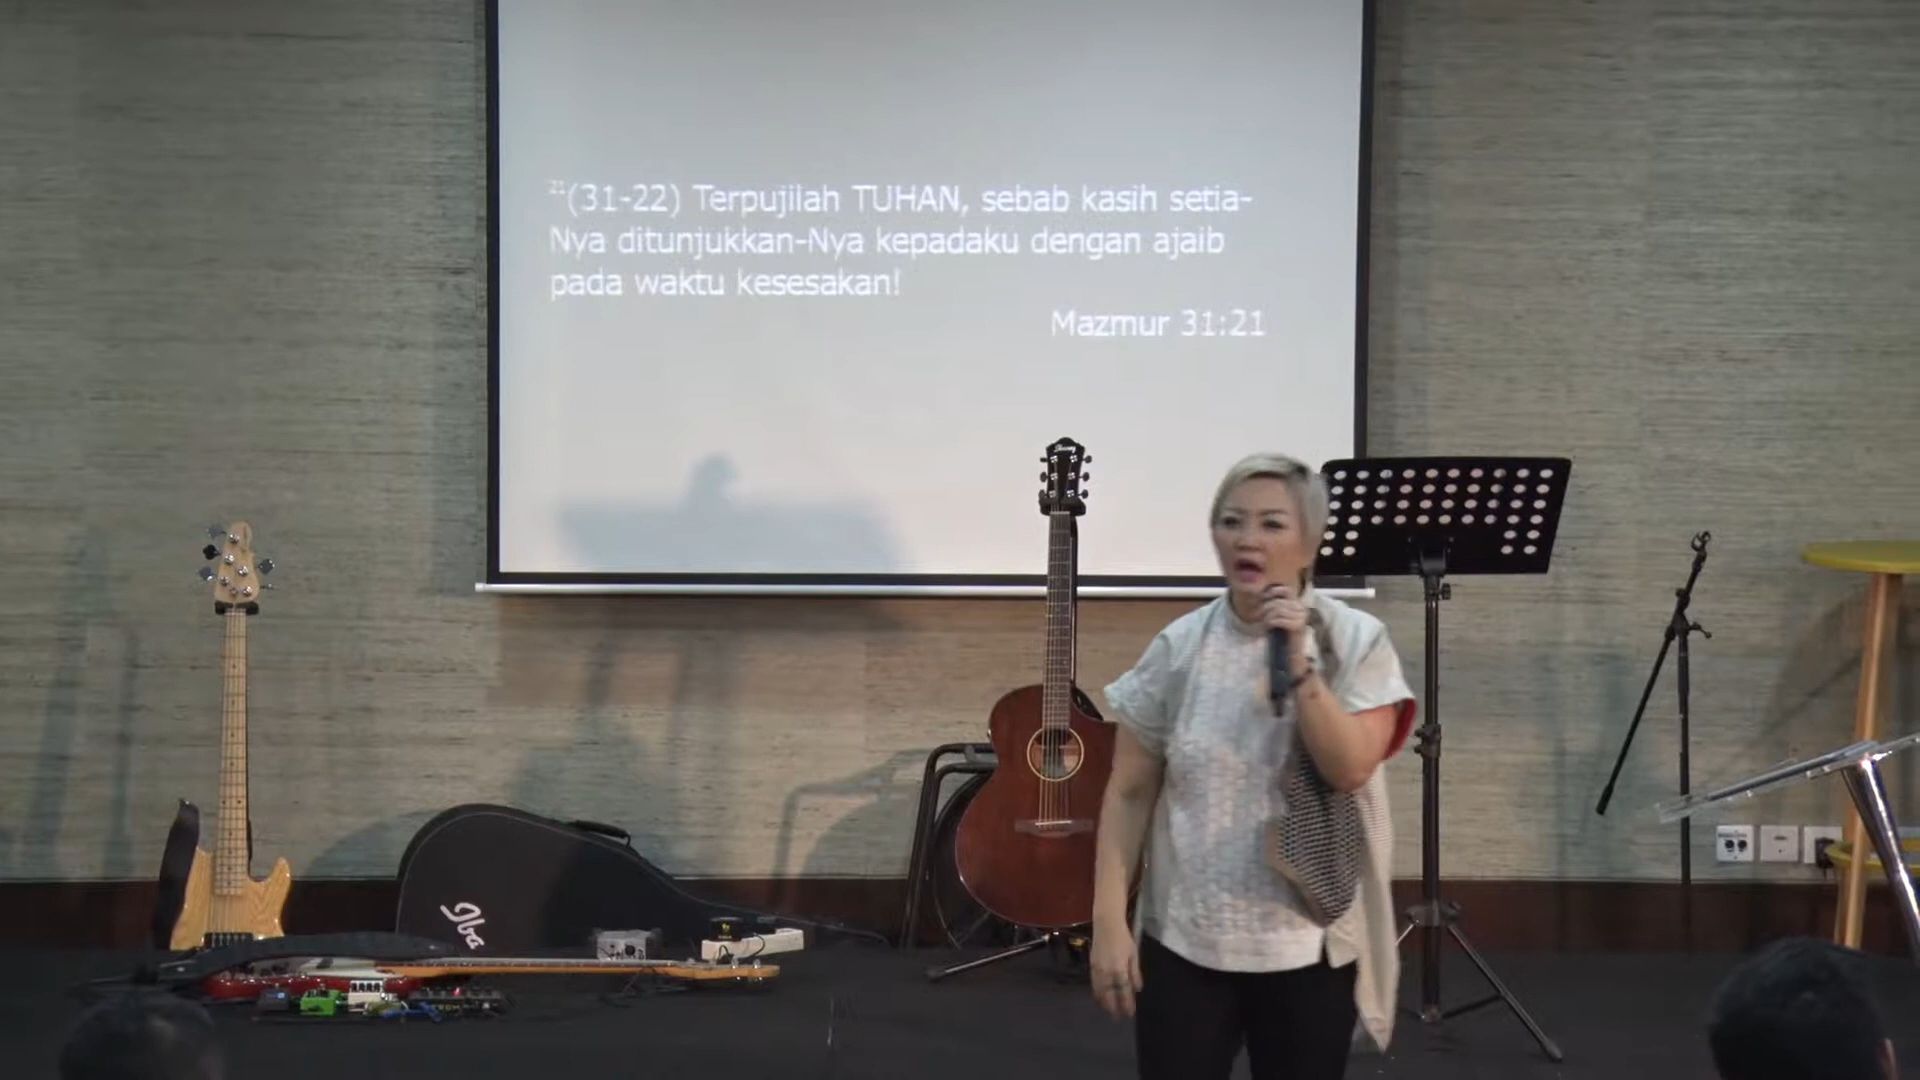 ²¹(31-22) Terpujilah TUHAN, sebab kasih setia-
Nya ditunjukkan-Nya kepadaku dengan ajaib
pada waktu kesesakan!
Mazmur 31:21
Iba